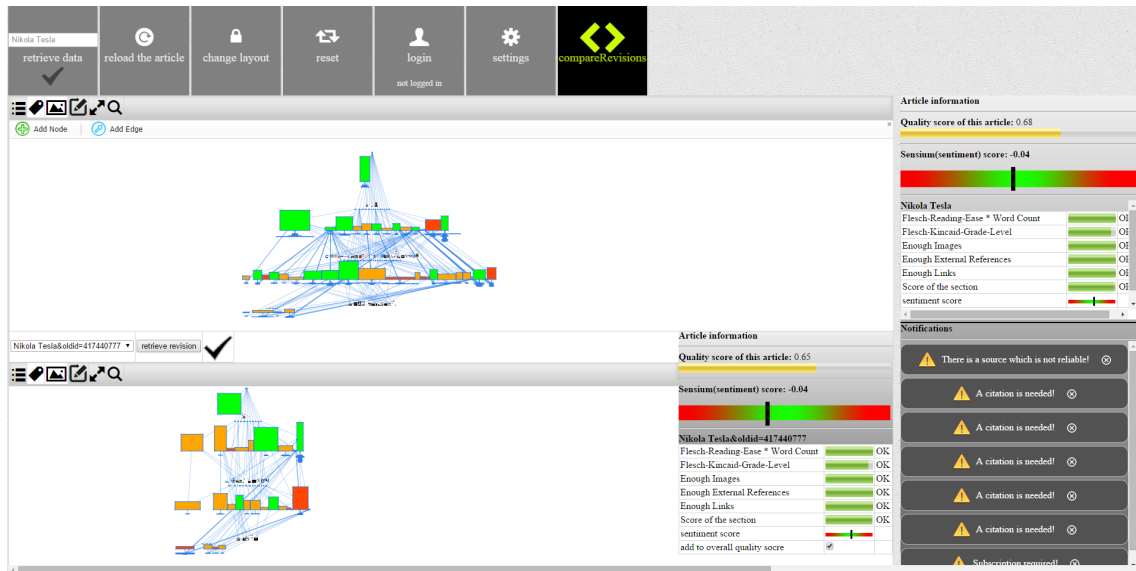 Nikola Tesla
retrieve data
reload the article
change layout
reset
login
not logged in
settings
compareRevisions
Add Node
Add Edge
Article information
Quality score of this article: 0.68
Sensium(sentiment) score: -0.04
Nikola Tesla
Flesch-Reading-Ease * Word Count
Flesch-Kincaid-Grade-Level
Enough Images
Enough External References
Enough Links
Score of the section
sentiment score
Notifications
There is a source which is not reliable!
A citation is needed!
A citation is needed!
A citation is needed!
A citation is needed!
A citation is needed!
Subscription required!
Nikola Tesla&oldid=417440777
retrieve revision
Article information
Quality score of this article: 0.65
Sensium(sentiment) score: -0.04
Nikola Tesla&oldid=417440777
Flesch-Reading-Ease * Word Count OK
Flesch-Kincaid-Grade-Level OK
Enough Images OK
Enough External References OK
Enough Links OK
Score of the section OK
sentiment score
add to overall quality socre